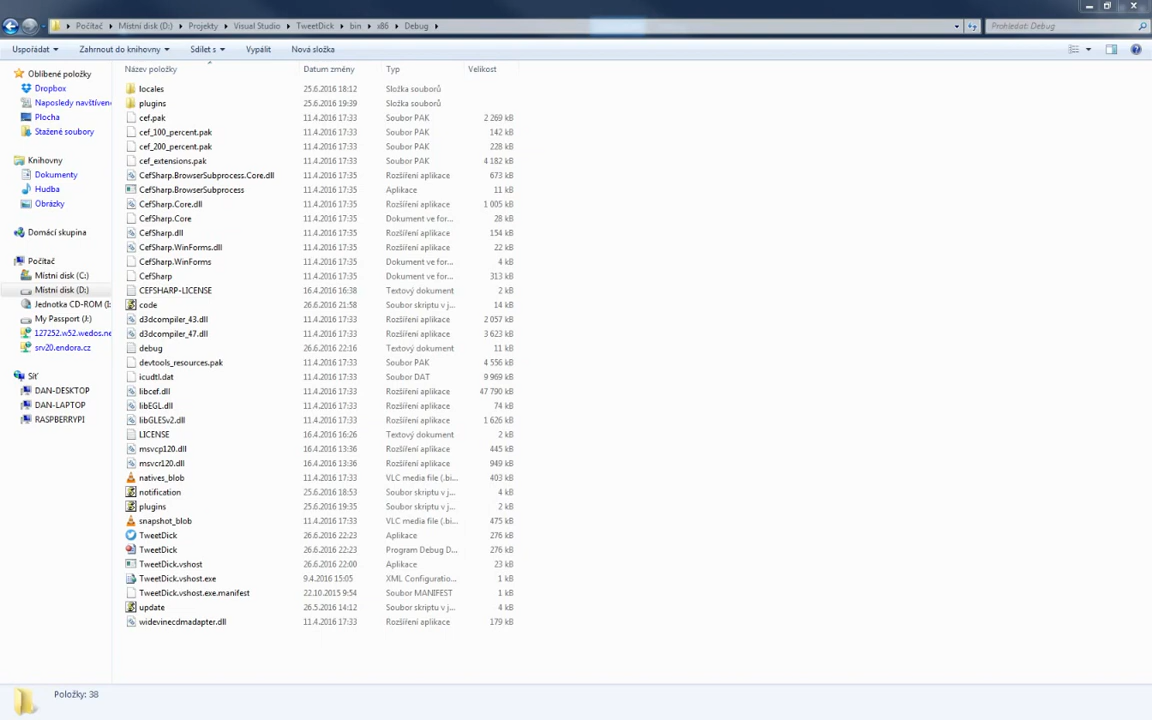 Počítač ▸ Místní disk (D:) ▸ Projekty ▸ Visual Studio ▸ TweetDick ▸ bin ▸ x86 ▸ Debug ▸ Prohledat: Debug
Uspořádat Zahrnout do knihovny Sdílet s Vypálit Nová složka
Název položky Datum změny Typ Velikost
Oblíbené položky
Dropbox
Naposledy navštíven
Plocha
Stažené soubory
Knihovny
Dokumenty
Hudba
Obrázky
Domácí skupina
Počítač
Místní disk (C:)
Místní disk (D:)
Jednotka CD-ROM (I:
My Passport (J:)
127252.w52.wedos.ne
srv20.endora.cz
Síť
DAN-DESKTOP
DAN-LAPTOP
RASPBERRYPI
locales 25.6.2016 18:12 Složka souborů
plugins 25.6.2016 19:39 Složka souborů
cef.pak 11.4.2016 17:33 Soubor PAK 2 269 kB
cef_100_percent.pak 11.4.2016 17:33 Soubor PAK 142 kB
cef_200_percent.pak 11.4.2016 17:33 Soubor PAK 228 kB
cef_extensions.pak 11.4.2016 17:33 Soubor PAK 4 182 kB
CefSharp.BrowserSubprocess.Core.dll 11.4.2016 17:35 Rozšíření aplikace 673 kB
CefSharp.BrowserSubprocess 11.4.2016 17:35 Aplikace 11 kB
CefSharp.Core.dll 11.4.2016 17:35 Rozšíření aplikace 1 005 kB
CefSharp.Core 11.4.2016 17:35 Dokument ve for... 28 kB
CefSharp.dll 11.4.2016 17:35 Rozšíření aplikace 154 kB
CefSharp.WinForms.dll 11.4.2016 17:35 Rozšíření aplikace 22 kB
CefSharp.WinForms 11.4.2016 17:35 Dokument ve for... 4 kB
CefSharp 11.4.2016 17:35 Dokument ve for... 313 kB
CEFSHARP-LICENSE 16.4.2016 16:38 Textový dokument 2 kB
code 26.6.2016 21:58 Soubor skriptu v j... 14 kB
d3dcompiler_43.dll 11.4.2016 17:33 Rozšíření aplikace 2 057 kB
d3dcompiler_47.dll 11.4.2016 17:33 Rozšíření aplikace 3 623 kB
debug 26.6.2016 22:16 Textový dokument 11 kB
devtools_resources.pak 11.4.2016 17:33 Soubor PAK 4 556 kB
icudtl.dat 11.4.2016 17:33 Soubor DAT 9 969 kB
libcef.dll 11.4.2016 17:33 Rozšíření aplikace 47 790 kB
libEGL.dll 11.4.2016 17:33 Rozšíření aplikace 74 kB
libGLESv2.dll 11.4.2016 17:33 Rozšíření aplikace 1 626 kB
LICENSE 16.4.2016 16:26 Textový dokument 2 kB
msvcp120.dll 16.4.2016 13:36 Rozšíření aplikace 445 kB
msvcr120.dll 16.4.2016 13:36 Rozšíření aplikace 949 kB
natives_blob 11.4.2016 17:33 VLC media file (.bi... 403 kB
notification 25.6.2016 18:53 Soubor skriptu v j... 4 kB
plugins 25.6.2016 19:35 Soubor skriptu v j... 2 kB
snapshot_blob 11.4.2016 17:33 VLC media file (.bi... 475 kB
TweetDick 26.6.2016 22:23 Aplikace 276 kB
TweetDick 26.6.2016 22:23 Program Debug D... 276 kB
TweetDick.vshost 26.6.2016 22:00 Aplikace 23 kB
TweetDick.vshost.exe 9.4.2016 15:05 XML Configuratio... 1 kB
TweetDick.vshost.exe.manifest 22.10.2015 9:54 Soubor MANIFEST 1 kB
update 26.5.2016 14:12 Soubor skriptu v j... 4 kB
widevinecdmadapter.dll 11.4.2016 17:33 Rozšíření aplikace 179 kB
Položky: 38